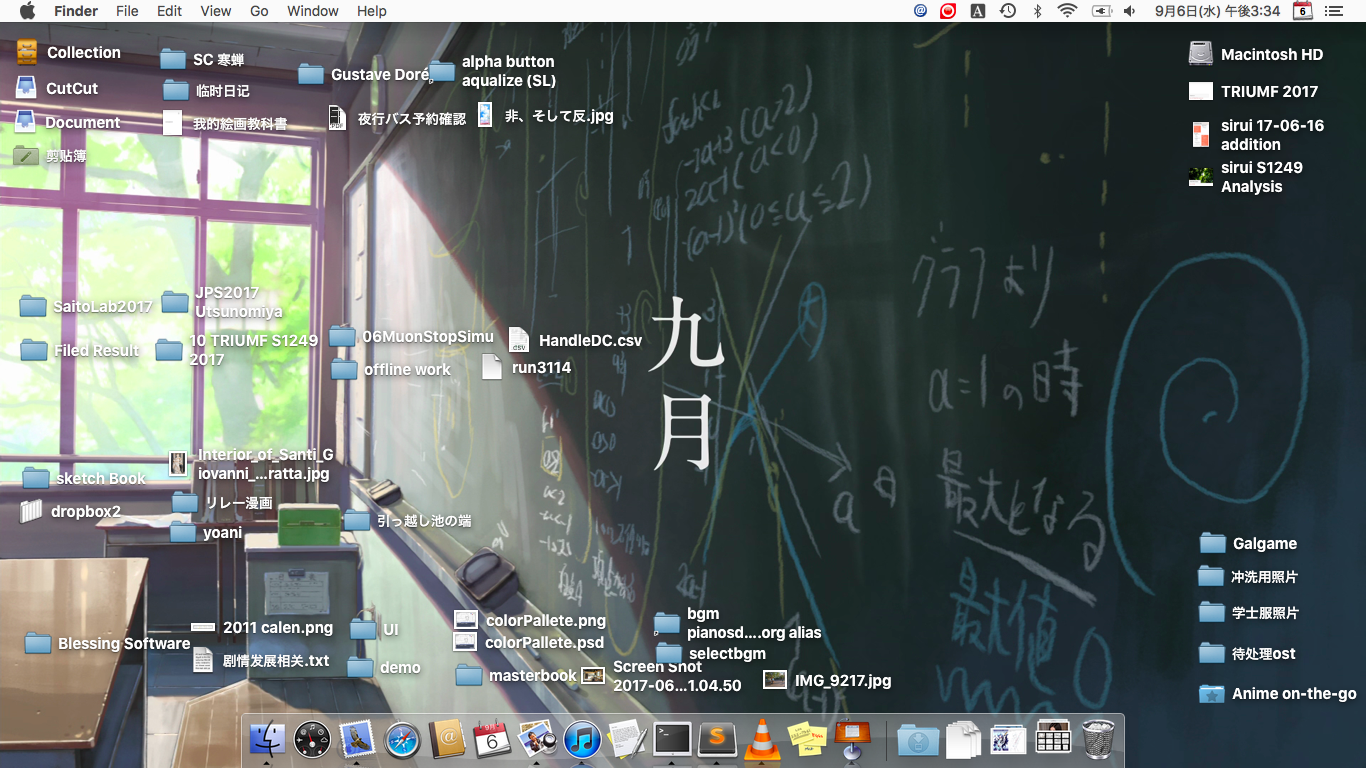 Finder File Edit View Go Window Help
9月6日(水) 午後3:34
6
Collection
CutCut
Document
剪贴簿
SC 寒蝉
临时日记
我的绘画教科書
Gustave Doré
alpha button
aqualize (SL)
夜行バス予約確認
非、そして反.jpg
Macintosh HD
TRIUMF 2017
sirui 17-06-16
addition
sirui S1249
Analysis
SaitoLab2017
JPS2017
Utsunomiya
Filed Result
10 TRIUMF S1249
2017
06MuonStopSimu
offline work
HandleDC.csv
run3114
九
月
グラフより
a=1の時
最大となる
最大値
sketch Book
dropbox2
Interior_of_Santi_G
iovanni_...ratta.jpg
リレー漫画
yoani
引っ越し池の端
Galgame
冲洗用照片
学士服照片
待处理ost
Anime on-the-go
Blessing Software
2011 calen.png
剧情发展相关.txt
UI
demo
colorPallete.png
colorPallete.psd
masterbook
bgm
pianosd....org alias
selectbgm
Screen Shot
2017-06...1.04.50
IMG_9217.jpg
6